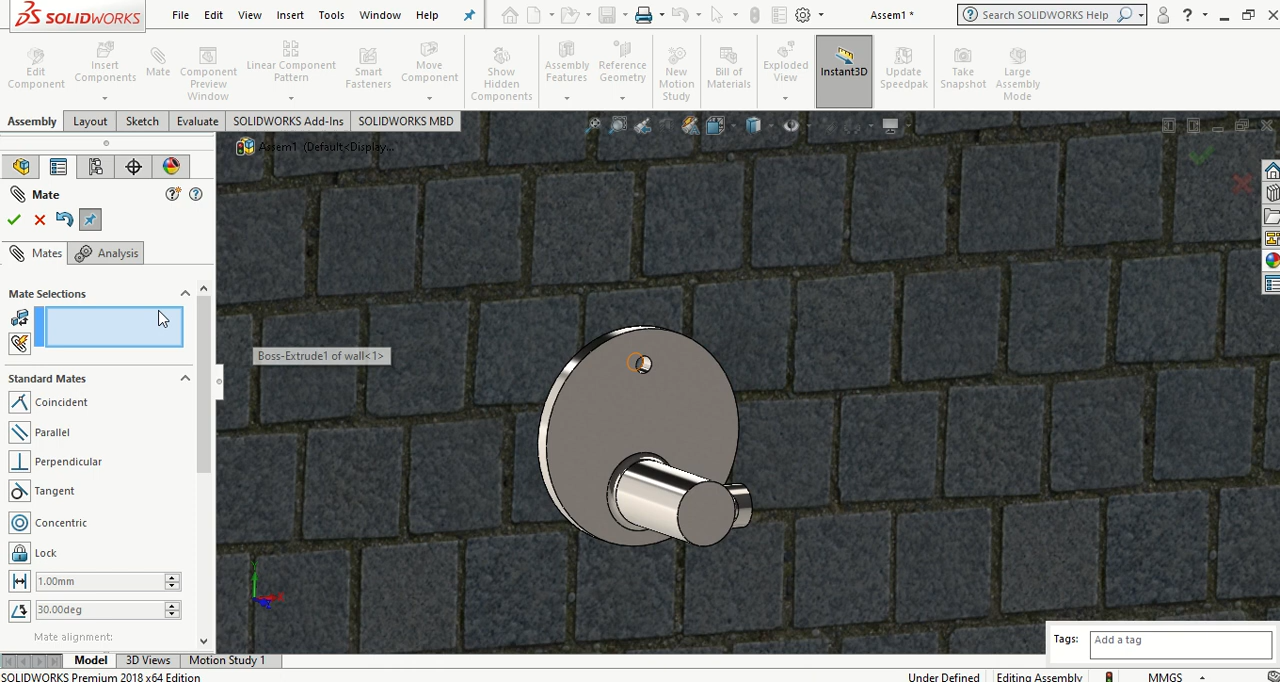 SOLIDWORKS
File Edit View Insert Tools Window Help
Assem1 *
Search SOLIDWORKS Help
?
Edit Component
Insert Components
Mate
Component Preview Window
Linear Component Pattern
Smart Fasteners
Move Component
Show Hidden Components
Assembly Features
Reference Geometry
New Motion Study
Bill of Materials
Exploded View
Instant3D
Update Speedpak
Take Snapshot
Large Assembly Mode
Assembly Layout Sketch Evaluate SOLIDWORKS Add-Ins SOLIDWORKS MBD
Assem1 (Default<Display...
Mate
Mates Analysis
Mate Selections
Boss-Extrude1 of wall<1>
Standard Mates
Coincident
Parallel
Perpendicular
Tangent
Concentric
Lock
1.00mm
30.00deg
Mate alignment:
Tags: Add a tag
Model 3D Views Motion Study 1
SOLIDWORKS Premium 2018 x64 Edition
Under Defined Editing Assembly MMGS